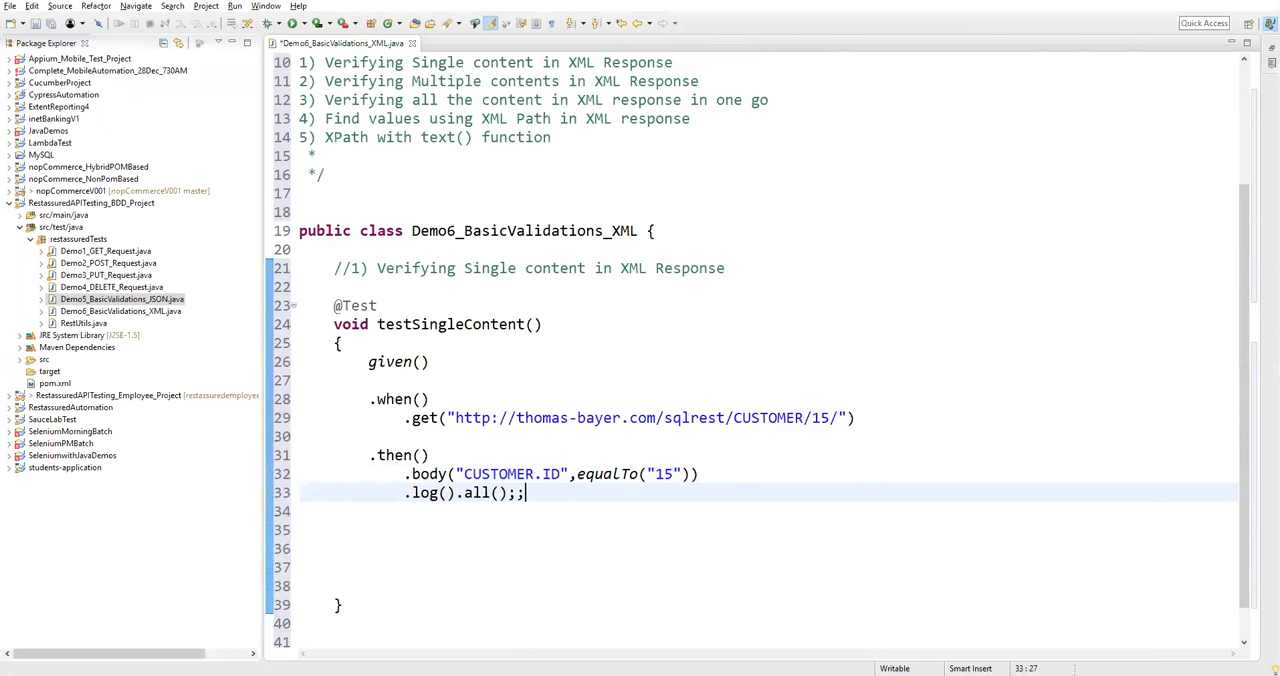 File Edit Source Refactor Navigate Search Project Run Window Help
Quick Access
Package Explorer
*Demo6_BasicValidations_XML.java
Appium_Mobile_Test_Project
Complete_MobileAutomation_28Dec_730AM
CucumberProject
CypressAutomation
ExtentReporting4
inetBankingV1
JavaDemos
LambdaTest
MySQL
nopCommerce_HybridPOMBased
nopCommerce_NonPomBased
> nopCommerceV001 [nopCommerceV001 master]
RestassuredAPITesting_BDD_Project
src/main/java
src/test/java
restassuredTests
Demo1_GET_Request.java
Demo2_POST_Request.java
Demo3_PUT_Request.java
Demo4_DELETE_Request.java
Demo5_BasicValidations_JSON.java
Demo6_BasicValidations_XML.java
RestUtils.java
JRE System Library [J2SE-1.5]
Maven Dependencies
src
target
pom.xml
> RestassuredAPITesting_Employee_Project [restassuredemploye
RestassuredAutomation
SauceLabTest
SeleniumMorningBatch
SeleniumPMBatch
SeleniumwithJavaDemos
students-application
10 1) Verifying Single content in XML Response
11 2) Verifying Multiple contents in XML Response
12 3) Verifying all the content in XML response in one go
13 4) Find values using XML Path in XML response
14 5) XPath with text() function
15 *
16 */
17
18
19 public class Demo6_BasicValidations_XML {
20
21 //1) Verifying Single content in XML Response
22
23 @Test
24 void testSingleContent()
25 {
26 given()
27
28 .when()
29 .get("http://thomas-bayer.com/sqlrest/CUSTOMER/15/")
30
31 .then()
32 .body("CUSTOMER.ID",equalTo("15"))
33 .log().all();;
34
35
36
37
38
39 }
40
41
Writable Smart Insert 33 : 27